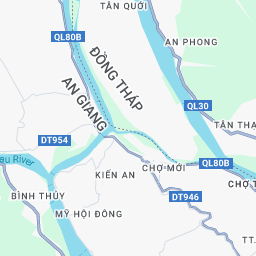 TÂN QUỚI
QL80B
AN PHONG
ĐỒNG THÁP
AN GIANG
QL30
TÂN THẠ
DT954
au River
QL80B
CHỢ MỚI
KIẾN AN
CHỢ T
BÌNH THỦY
DT946
MỸ HỘI ĐÔNG
TT.